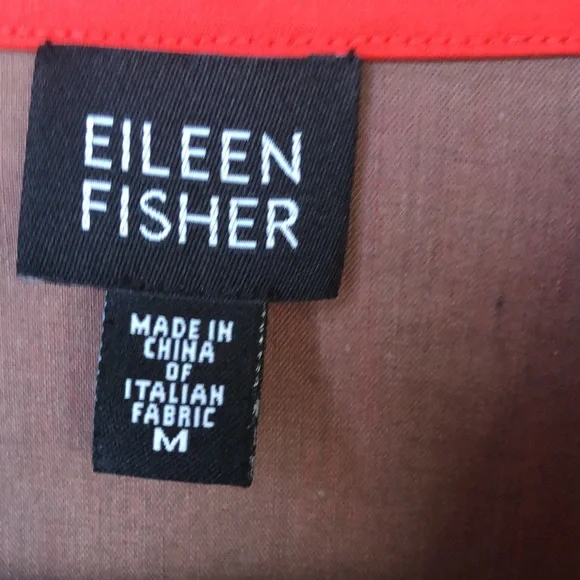 EILEEN
FISHER
MADE IN
CHINA
OF
ITALIAN
FABRIC
M